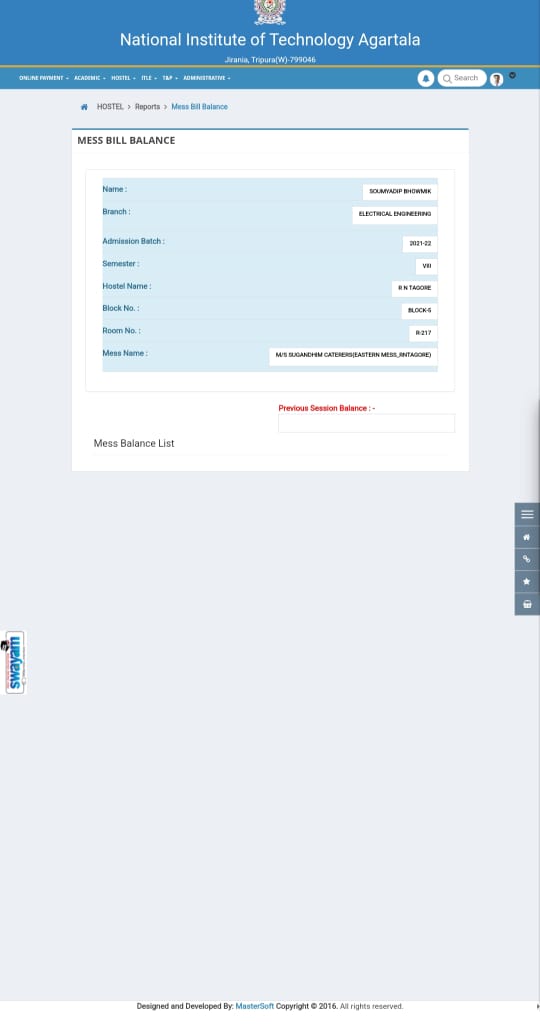 National Institute of Technology Agartala
Jirania, Tripura(W)-799046
ONLINE PAYMENT ACADEMIC HOSTEL ITLE T&P ADMINISTRATIVE Search
HOSTEL > Reports > Mess Bill Balance
MESS BILL BALANCE
Name : SOUMYADIP BHOWMIK
Branch : ELECTRICAL ENGINEERING
Admission Batch : 2021-22
Semester : VIII
Hostel Name : R N TAGORE
Block No. : BLOCK-5
Room No. : R-217
Mess Name : M/S SUGANDHIM CATERERS(EASTERN MESS_RNTAGORE)
Previous Session Balance : -
Mess Balance List
swayam
Designed and Developed By: MasterSoft Copyright © 2016. All rights reserved.